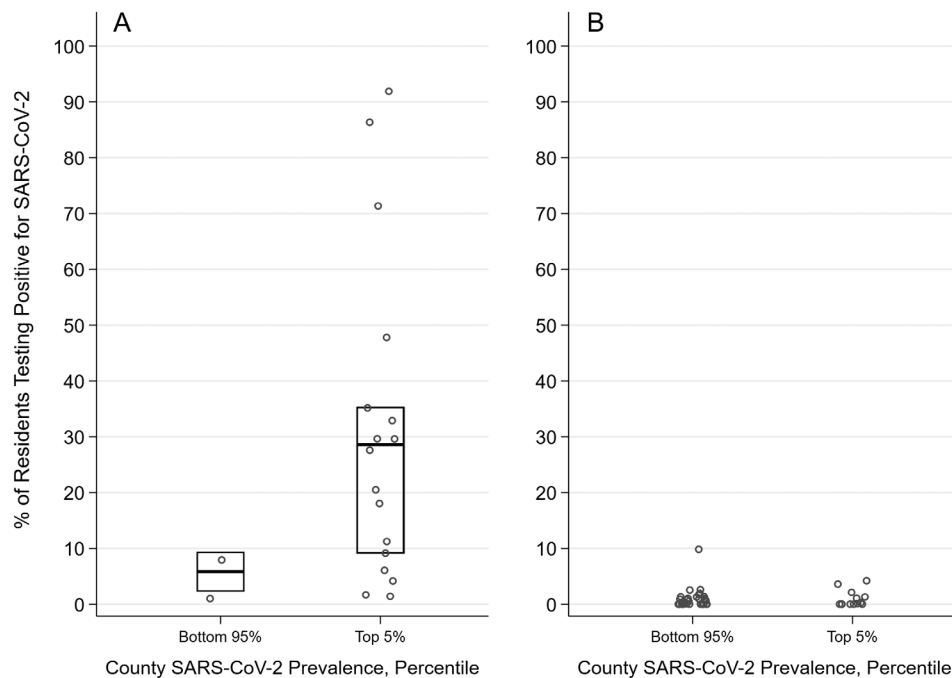 A
B
% of Residents Testing Positive for SARS-CoV-2
100
90
80
70
60
50
40
30
20
10
0
Bottom 95%
Top 5%
County SARS-CoV-2 Prevalence, Percentile
100
90
80
70
60
50
40
30
20
10
0
Bottom 95%
Top 5%
County SARS-CoV-2 Prevalence, Percentile